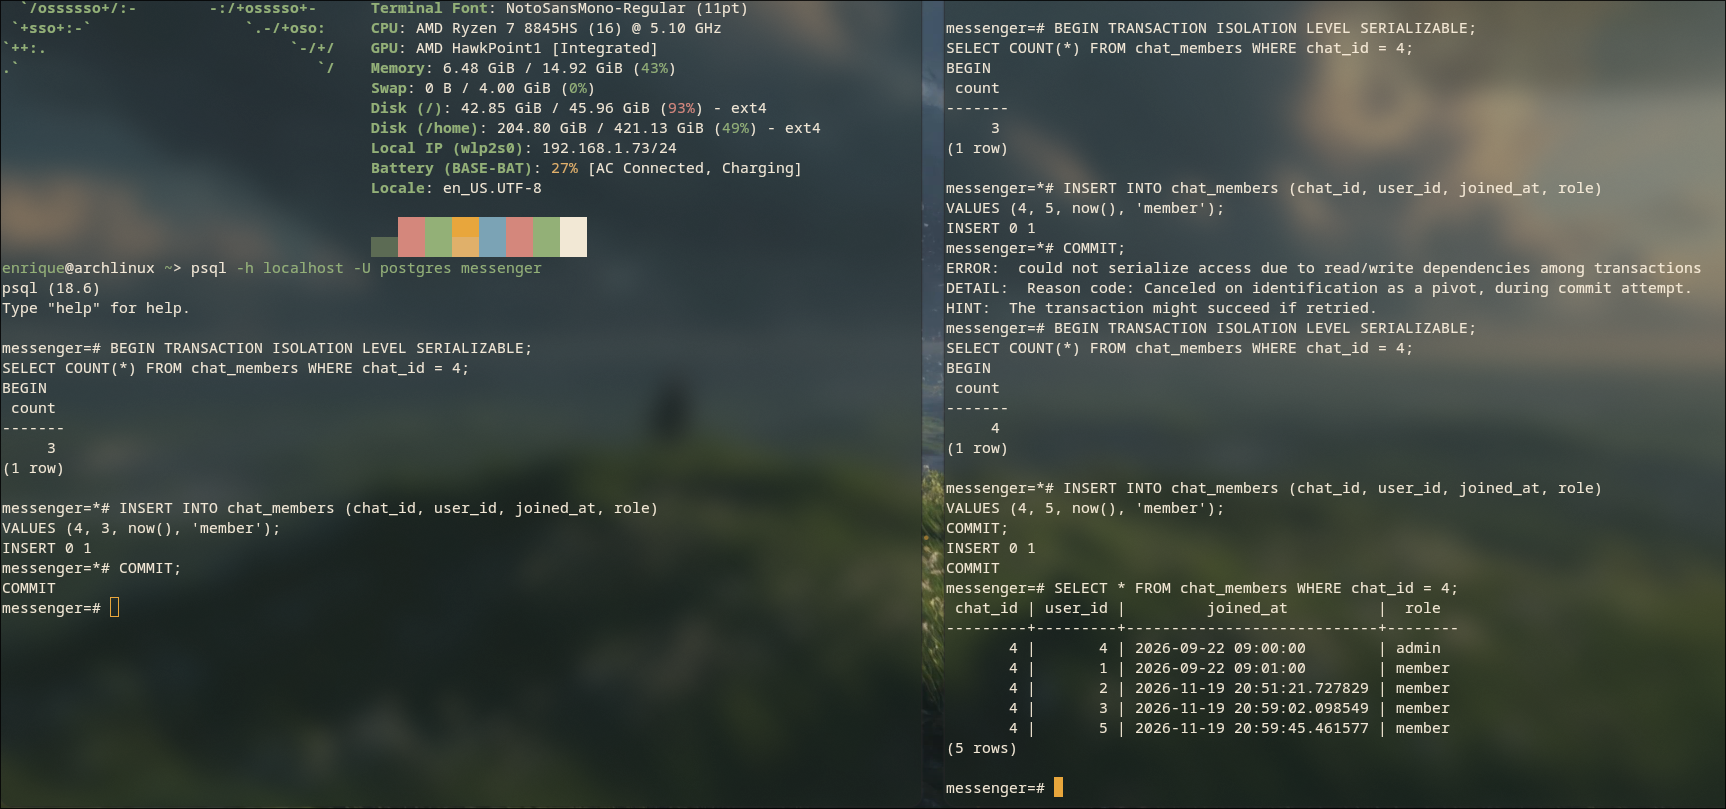 `/ossssso+/:-        -:/+osssso+-      Terminal Font: NotoSansMono-Regular (11pt)
`+sso+:-`                 `.-/+oso:     CPU: AMD Ryzen 7 8845HS (16) @ 5.10 GHz
`++:.                           `-/+/    GPU: AMD HawkPoint1 [Integrated]
.`                                 `/    Memory: 6.48 GiB / 14.92 GiB (43%)
Swap: 0 B / 4.00 GiB (0%)
Disk (/): 42.85 GiB / 45.96 GiB (93%) - ext4
Disk (/home): 204.80 GiB / 421.13 GiB (49%) - ext4
Local IP (wlp2s0): 192.168.1.73/24
Battery (BASE-BAT): 27% [AC Connected, Charging]
Locale: en_US.UTF-8
enrique@archlinux ~> psql -h localhost -U postgres messenger
psql (18.6)
Type "help" for help.
messenger=# BEGIN TRANSACTION ISOLATION LEVEL SERIALIZABLE;
SELECT COUNT(*) FROM chat_members WHERE chat_id = 4;
BEGIN
 count
-------
     3
(1 row)
messenger=*# INSERT INTO chat_members (chat_id, user_id, joined_at, role)
VALUES (4, 3, now(), 'member');
INSERT 0 1
messenger=*# COMMIT;
COMMIT
messenger=#
messenger=# BEGIN TRANSACTION ISOLATION LEVEL SERIALIZABLE;
SELECT COUNT(*) FROM chat_members WHERE chat_id = 4;
BEGIN
 count
-------
     3
(1 row)
messenger=*# INSERT INTO chat_members (chat_id, user_id, joined_at, role)
VALUES (4, 5, now(), 'member');
INSERT 0 1
messenger=*# COMMIT;
ERROR:  could not serialize access due to read/write dependencies among transactions
DETAIL:  Reason code: Canceled on identification as a pivot, during commit attempt.
HINT:  The transaction might succeed if retried.
messenger=# BEGIN TRANSACTION ISOLATION LEVEL SERIALIZABLE;
SELECT COUNT(*) FROM chat_members WHERE chat_id = 4;
BEGIN
 count
-------
     4
(1 row)
messenger=*# INSERT INTO chat_members (chat_id, user_id, joined_at, role)
VALUES (4, 5, now(), 'member');
COMMIT;
INSERT 0 1
COMMIT
messenger=# SELECT * FROM chat_members WHERE chat_id = 4;
 chat_id | user_id |         joined_at          |  role
---------+---------+----------------------------+--------
       4 |       4 | 2026-09-22 09:00:00        | admin
       4 |       1 | 2026-09-22 09:01:00        | member
       4 |       2 | 2026-11-19 20:51:21.727829 | member
       4 |       3 | 2026-11-19 20:59:02.098549 | member
       4 |       5 | 2026-11-19 20:59:45.461577 | member
(5 rows)
messenger=#